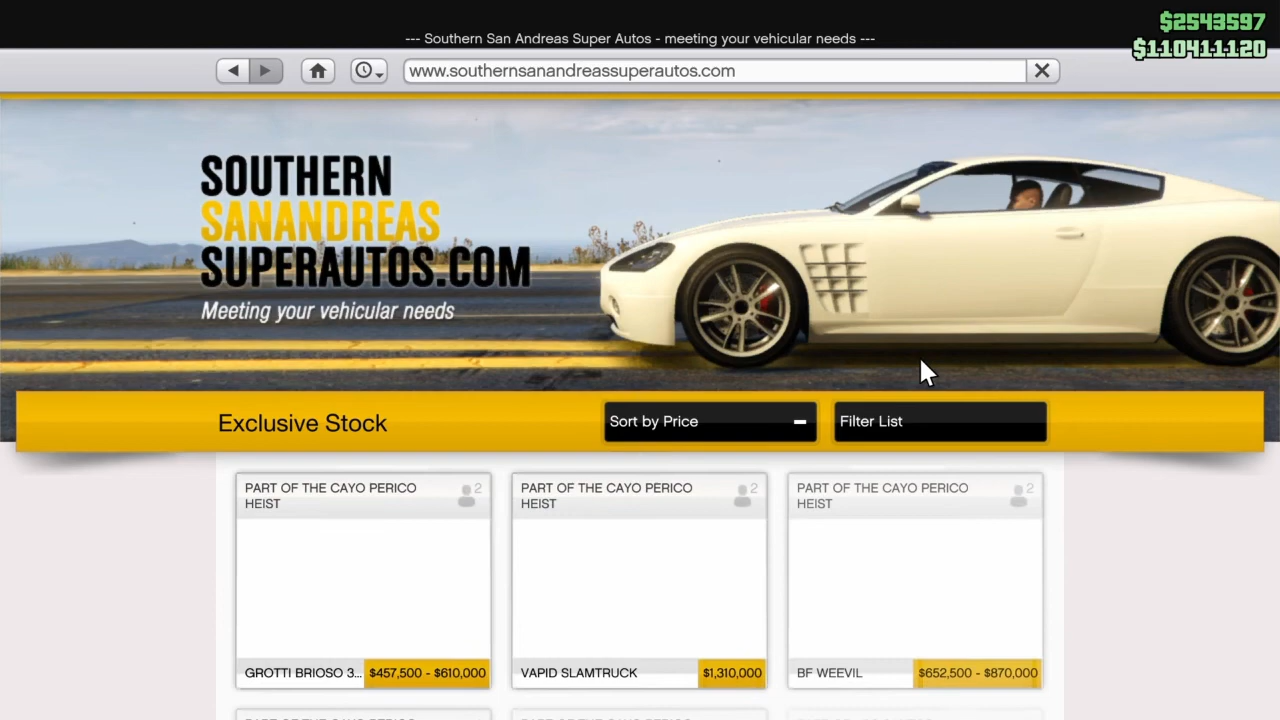 $2543597
--- Southern San Andreas Super Autos - meeting your vehicular needs ---
$110411120
www.southernsanandreassuperautos.com
SOUTHERN
SANANDREAS
SUPERAUTOS.COM
Meeting your vehicular needs
Exclusive Stock
Sort by Price
Filter List
PART OF THE CAYO PERICO
HEIST
2
GROTTI BRIOSO 3...
$457,500 - $610,000
PART OF THE CAYO PERICO
HEIST
2
VAPID SLAMTRUCK
$1,310,000
PART OF THE CAYO PERICO
HEIST
2
BF WEEVIL
$652,500 - $870,000